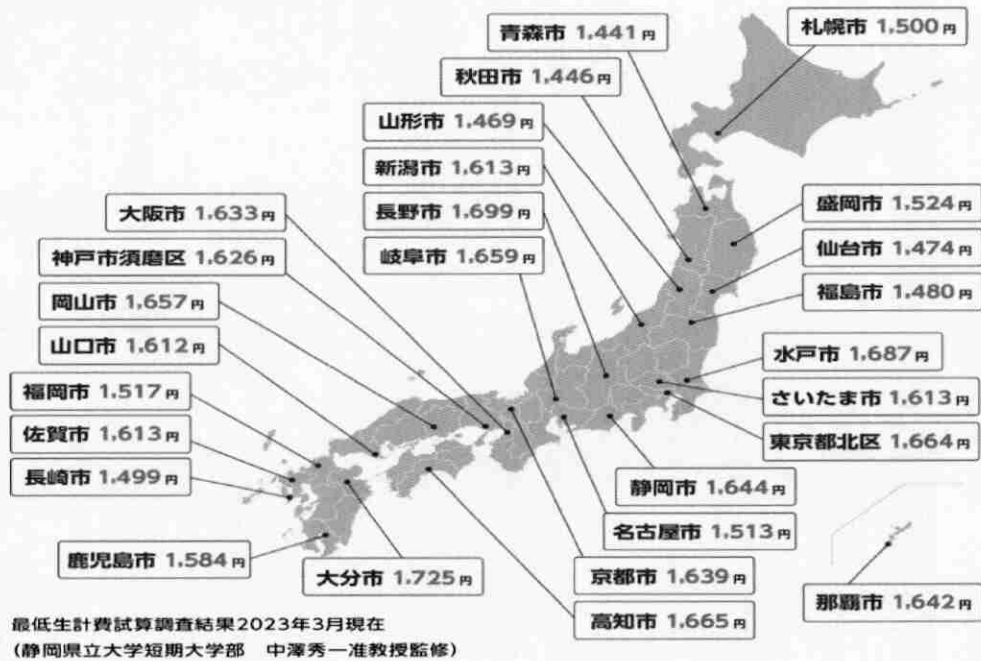 青森市 1.441円
札幌市 1.500円
秋田市 1.446円
山形市 1.469円
新潟市 1.613円
大阪市 1.633円
長野市 1.699円
盛岡市 1.524円
神戸市須磨区 1.626円
岐阜市 1.659円
仙台市 1.474円
岡山市 1.657円
福島市 1.480円
山口市 1.612円
水戸市 1.687円
福岡市 1.517円
さいたま市 1.613円
佐賀市 1.613円
東京都北区 1.664円
長崎市 1.499円
静岡市 1.644円
名古屋市 1.513円
鹿児島市 1.584円
大分市 1.725円
京都市 1.639円
那覇市 1.642円
高知市 1.665円
最低生計費試算調査結果2023年3月現在
(静岡県立大学短期大学部 中澤秀一准教授監修)